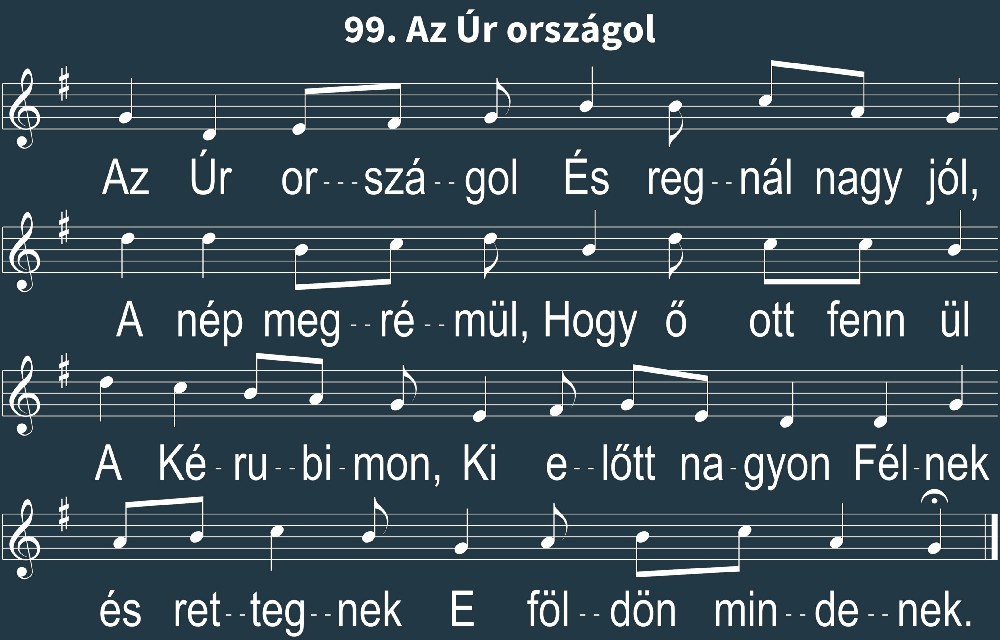 99. Az Úr országol
Az Úr or---szá--gol És reg--nál nagy jól,
A nép meg--ré--mül, Hogy ő ott fenn ül
A Ké-ru--bi-mon, Ki e--lőtt na-gyon Fél-nek
és ret--teg--nek E föl--dön min--de--nek.